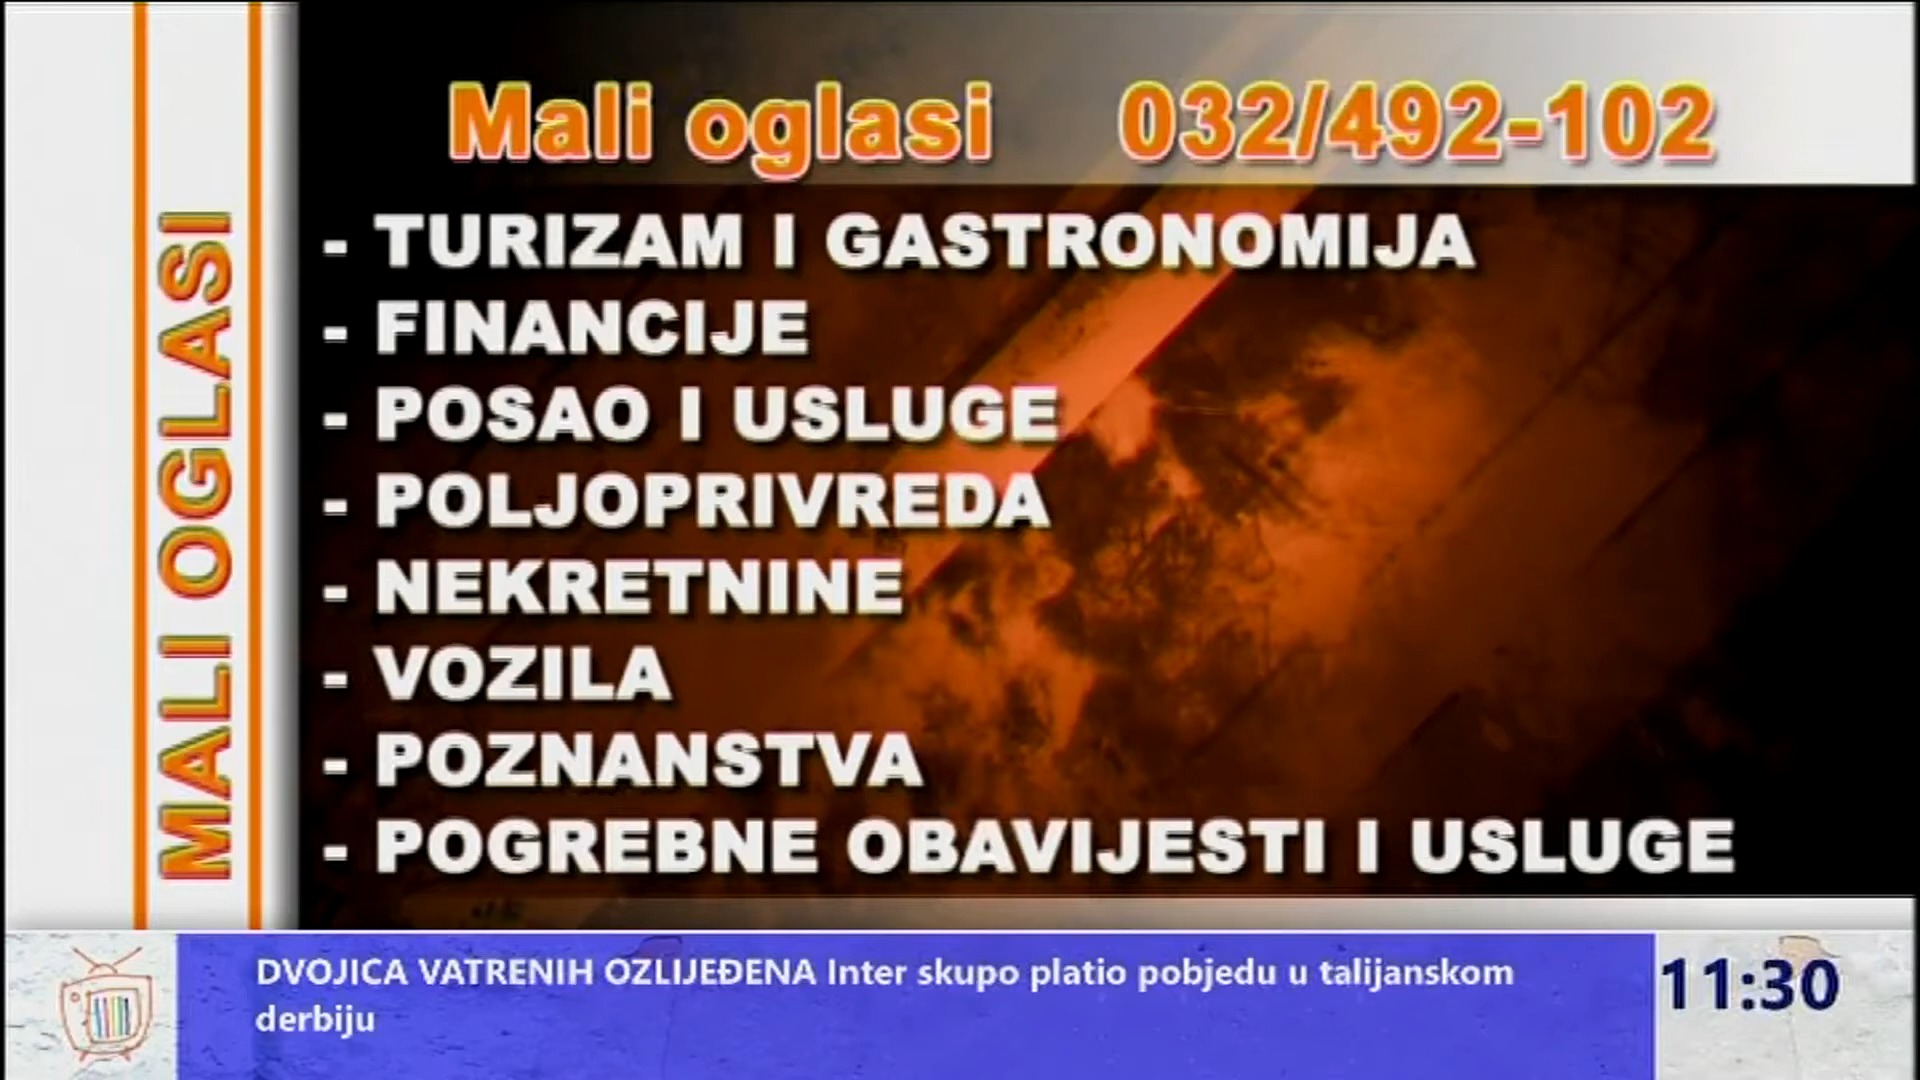 MALI OGLASI
Mali oglasi 032/492-102
- TURIZAM I GASTRONOMIJA
- FINANCIJE
- POSAO I USLUGE
- POLJOPRIVREDA
- NEKRETNINE
- VOZILA
- POZNANSTVA
- POGREBNE OBAVIJESTI I USLUGE
DVOJICA VATRENIH OZLIJEĐENA Inter skupo platio pobjedu u talijanskom
derbiju
11:30